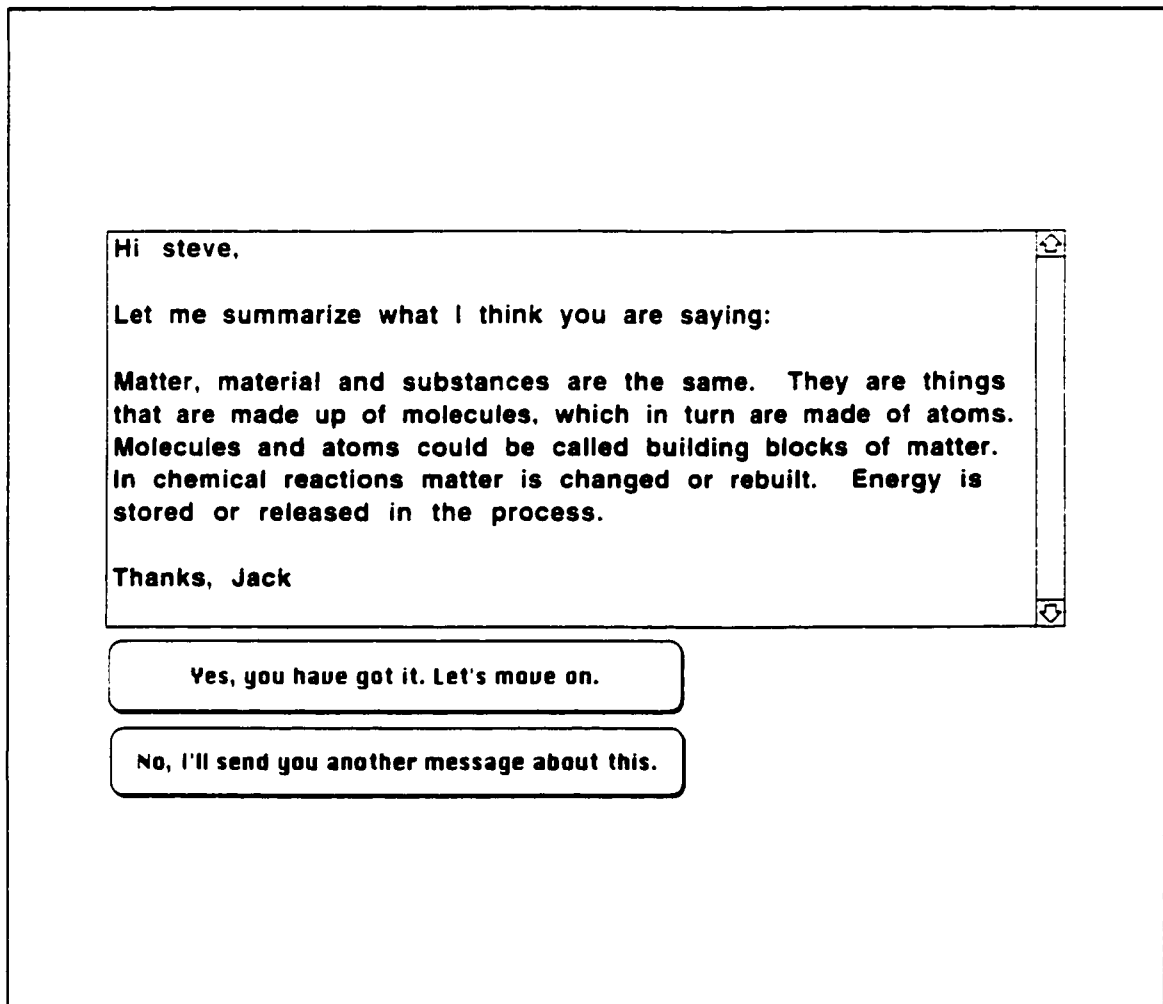 Hi steve,
Let me summarize what I think you are saying:
Matter, material and substances are the same. They are things
that are made up of molecules, which in turn are made of atoms.
Molecules and atoms could be called building blocks of matter.
In chemical reactions matter is changed or rebuilt. Energy is
stored or released in the process.
Thanks, Jack
Yes, you have got it. Let's move on.
No, I'll send you another message about this.